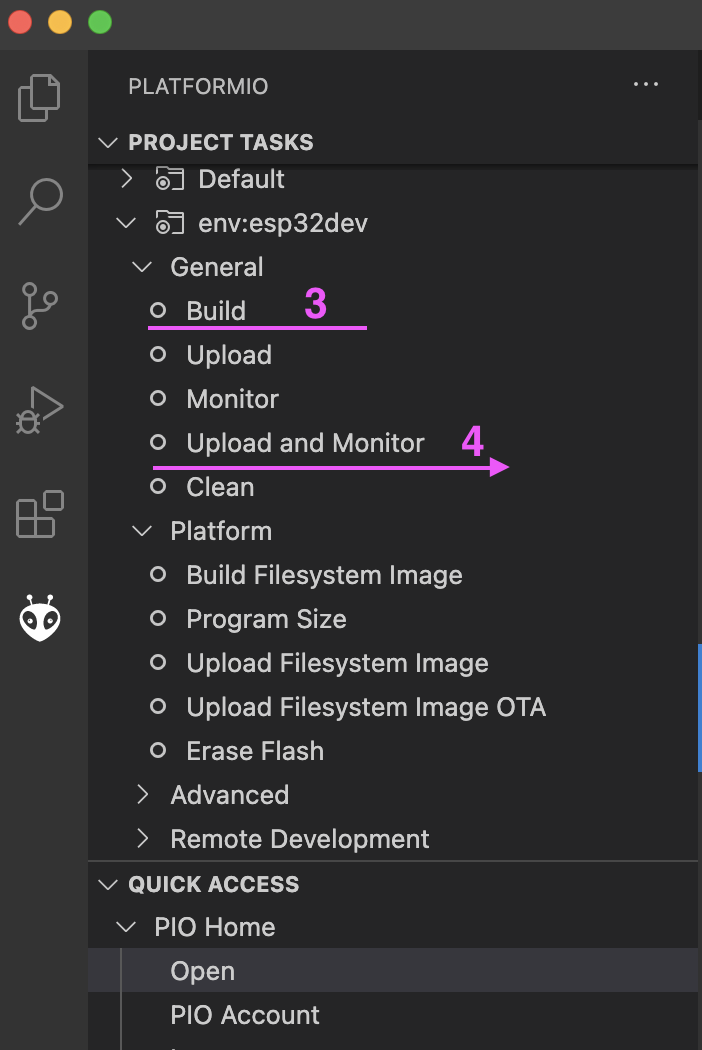 PLATFORMIO
PROJECT TASKS
Default
env:esp32dev
General
Build 3
Upload
Monitor
Upload and Monitor 4
Clean
Platform
Build Filesystem Image
Program Size
Upload Filesystem Image
Upload Filesystem Image OTA
Erase Flash
Advanced
Remote Development
QUICK ACCESS
PIO Home
Open
PIO Account